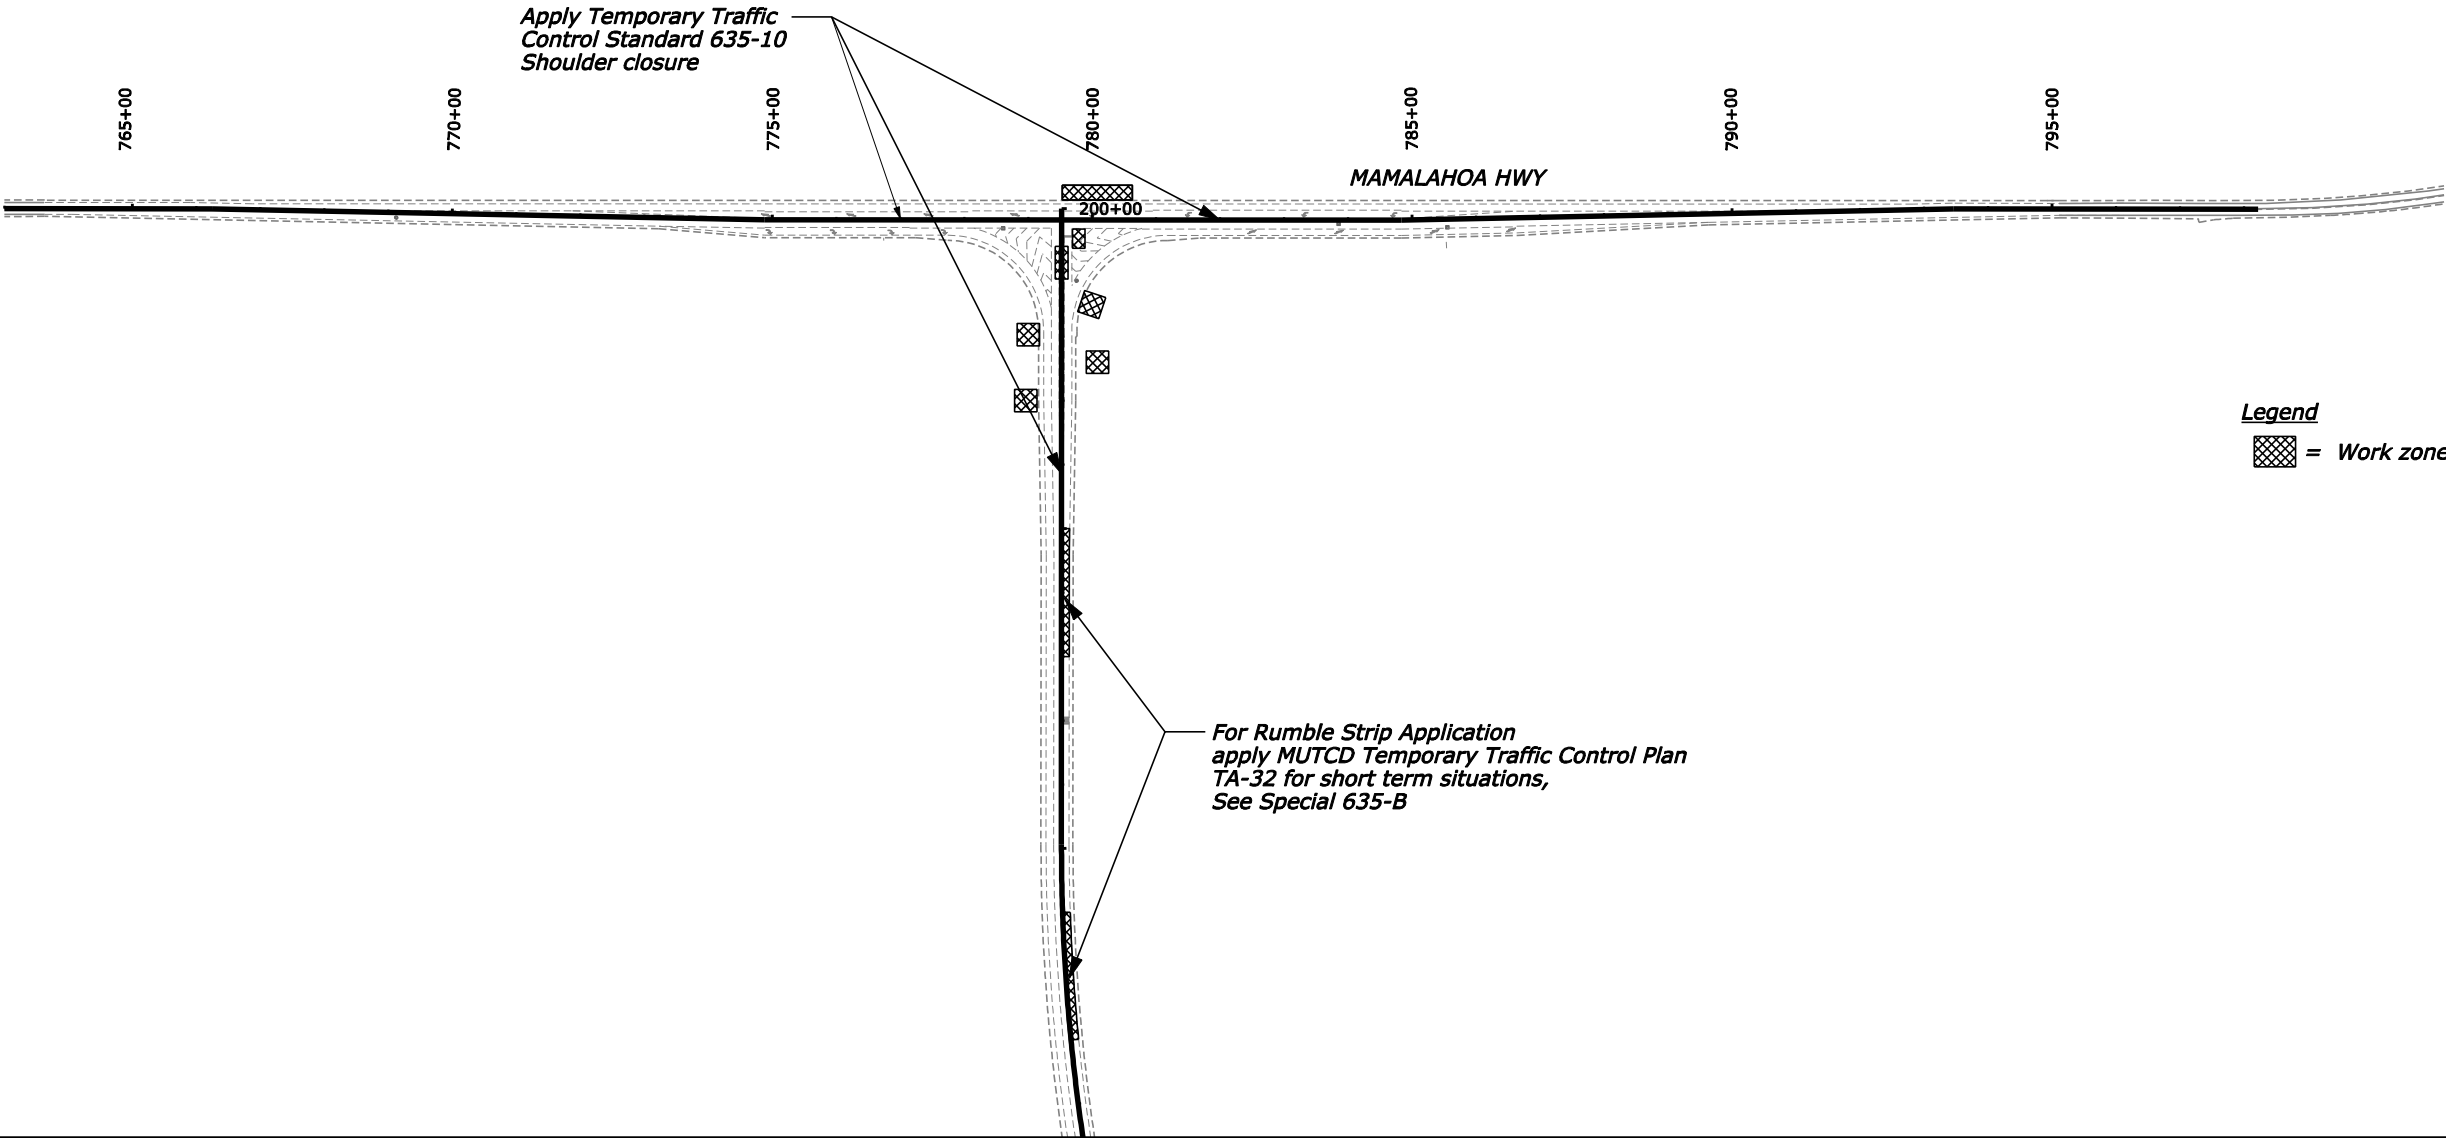 Apply Temporary Traffic
Control Standard 635-10
Shoulder closure
765+00
770+00
775+00
780+00
785+00
790+00
795+00
MAMALAHOA HWY
200+00
Legend
= Work zone
For Rumble Strip Application
apply MUTCD Temporary Traffic Control Plan
TA-32 for short term situations,
See Special 635-B